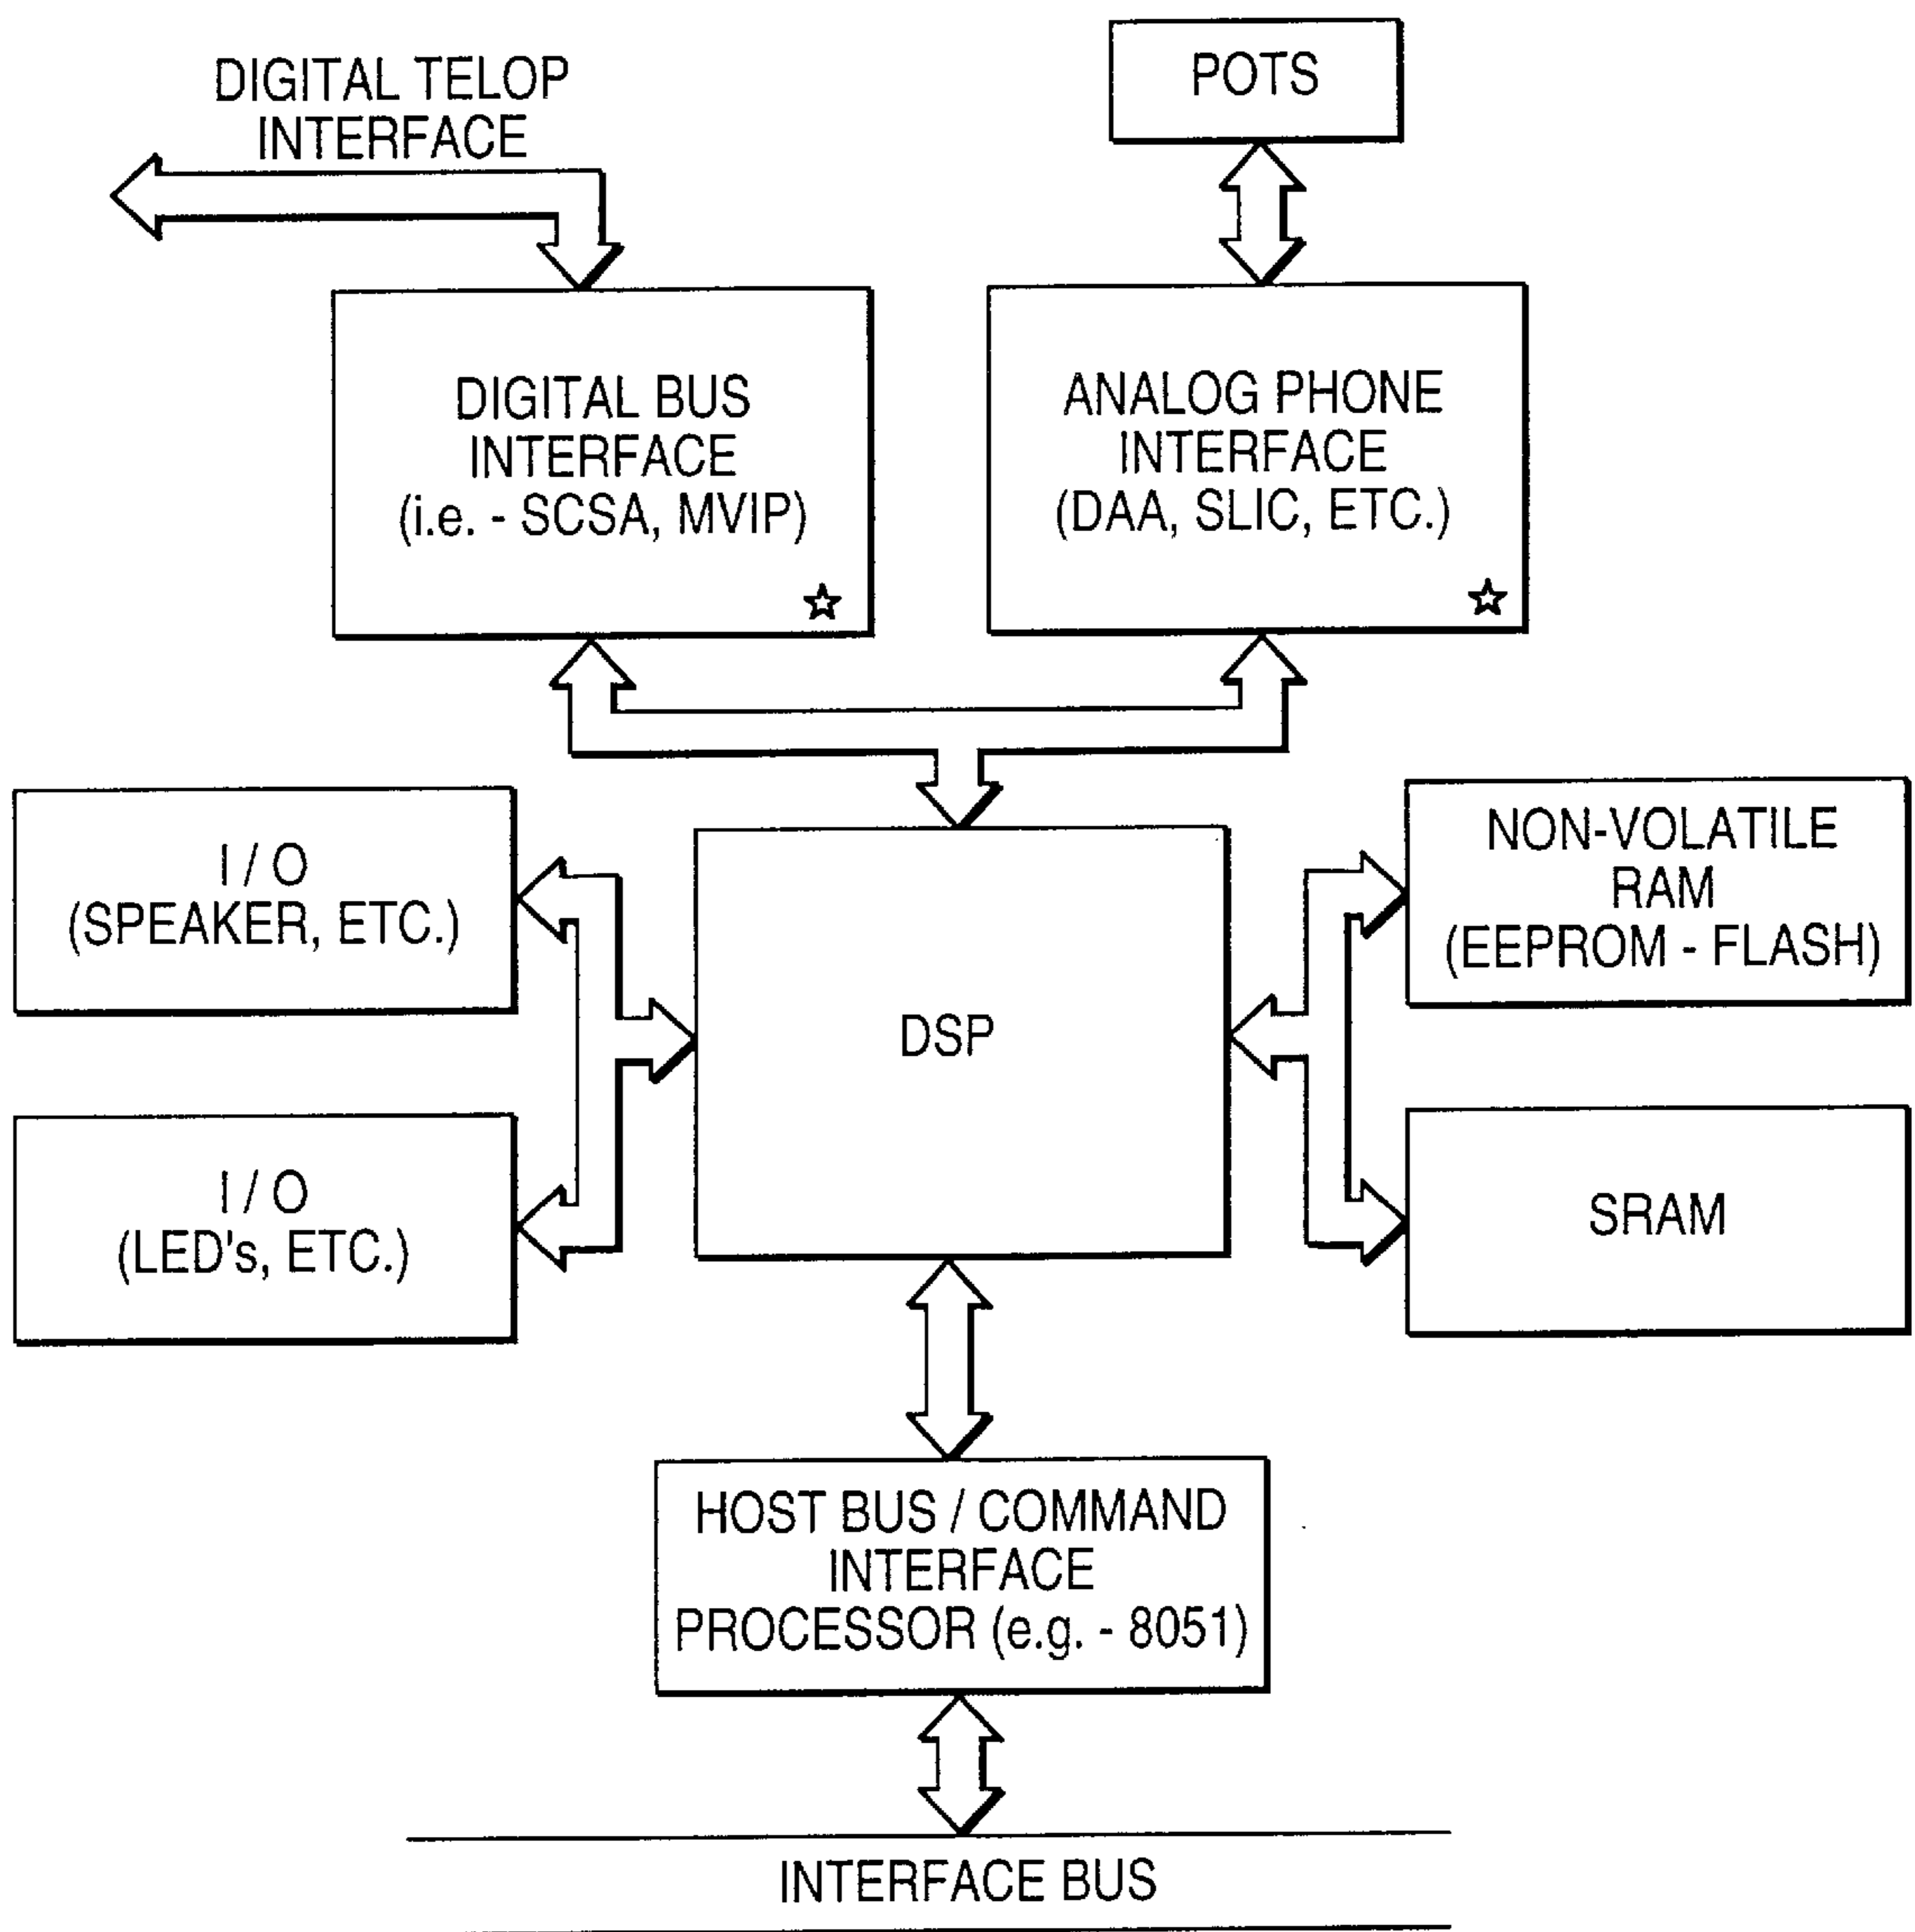 DIGITAL TELOP
INTERFACE
POTS
DIGITAL BUS
INTERFACE
(i.e. - SCSA, MVIP)
ANALOG PHONE
INTERFACE
(DAA, SLIC, ETC.)
I / O
(SPEAKER, ETC.)
NON-VOLATILE
RAM
(EEPROM - FLASH)
DSP
I / O
(LED's, ETC.)
SRAM
HOST BUS / COMMAND
INTERFACE
PROCESSOR (e.g. - 8051)
INTERFACE BUS